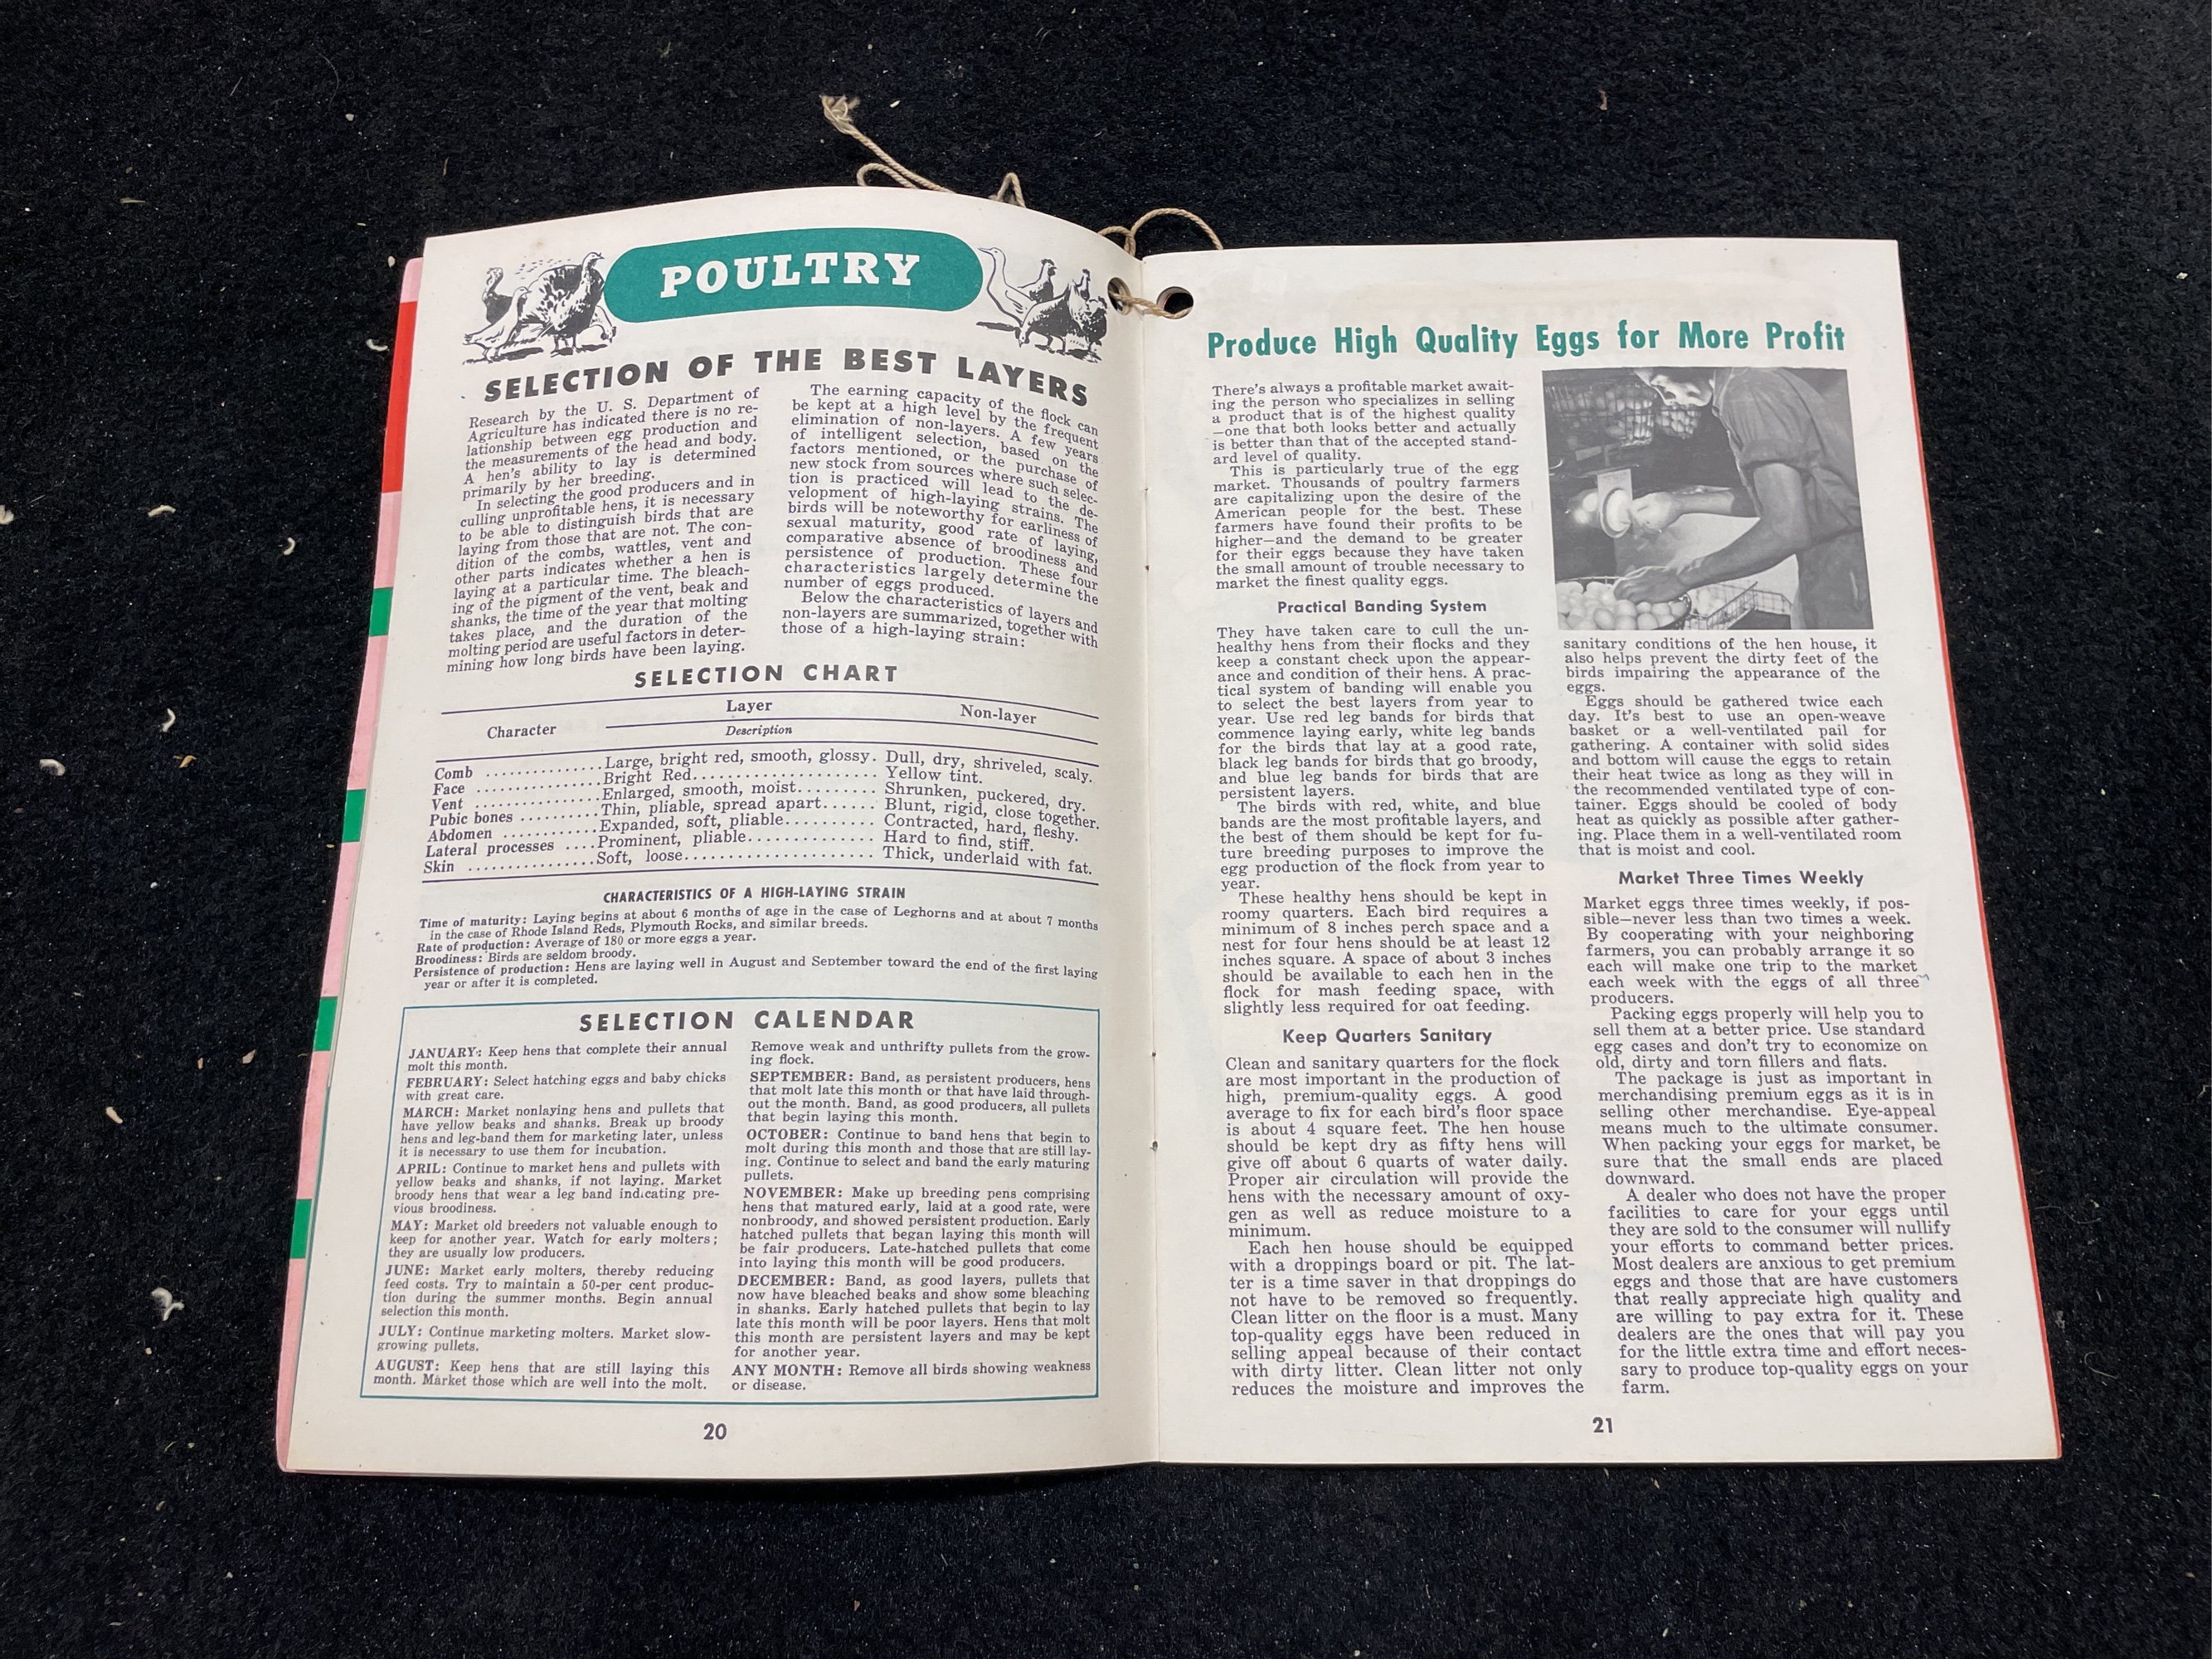 POULTRY
SELECTION OF THE BEST LAYERS
Research by the U. S. Department of
Agriculture has indicated there is no re-
lationship between egg production and
the measurements of the head and body.
A hen's ability to lay is determined
primarily by her breeding.
In selecting the good producers and in
culling unprofitable hens, it is necessary
to be able to distinguish birds that are
laying from those that are not. The con-
dition of the combs, wattles, vent and
other parts indicates whether a hen is
laying at a particular time. The bleach-
ing of the pigment of the vent, beak and
shanks, the time of the year that molting
takes place, and the duration of the
molting period are useful factors in deter-
mining how long birds have been laying.
The earning capacity of the flock can
be kept at a high level by the frequent
elimination of non-layers. A few years
of intelligent selection, based on the
factors mentioned, or the purchase of
new stock from sources where such selec-
tion is practiced will lead to the de-
velopment of high-laying strains. The
birds will be noteworthy for earliness of
sexual maturity, good rate of laying,
comparative absence of broodiness and
persistence of production. These four
characteristics largely determine the
number of eggs produced.
Below the characteristics of layers and
non-layers are summarized, together with
those of a high-laying strain:
SELECTION CHART
Layer Non-layer
Character Description
Comb ..............Large, bright red, smooth, glossy. Dull, dry, shriveled, scaly.
Face ...............Bright Red...................... Yellow tint.
Vent ...............Enlarged, smooth, moist......... Shrunken, puckered, dry.
Pubic bones ..........Thin, pliable, spread apart...... Blunt, rigid, close together.
Abdomen ............Expanded, soft, pliable.......... Contracted, hard, fleshy.
Lateral processes ....Prominent, pliable............... Hard to find, stiff.
Skin ................Soft, loose....................... Thick, underlaid with fat.
CHARACTERISTICS OF A HIGH-LAYING STRAIN
Time of maturity: Laying begins at about 6 months of age in the case of Leghorns and at about 7 months
in the case of Rhode Island Reds, Plymouth Rocks, and similar breeds.
Rate of production: Average of 180 or more eggs a year.
Broodiness: Birds are seldom broody.
Persistence of production: Hens are laying well in August and September toward the end of the first laying
year or after it is completed.
SELECTION CALENDAR
JANUARY: Keep hens that complete their annual
molt this month.
FEBRUARY: Select hatching eggs and baby chicks
with great care.
MARCH: Market nonlaying hens and pullets that
have yellow beaks and shanks. Break up broody
hens and leg-band them for marketing later, unless
it is necessary to use them for incubation.
APRIL: Continue to market hens and pullets with
yellow beaks and shanks, if not laying. Market
broody hens that wear a leg band indicating pre-
vious broodiness.
MAY: Market old breeders not valuable enough to
keep for another year. Watch for early molters;
they are usually low producers.
JUNE: Market early molters, thereby reducing
feed costs. Try to maintain a 50-per cent produc-
tion during the summer months. Begin annual
selection this month.
JULY: Continue marketing molters. Market slow-
growing pullets.
AUGUST: Keep hens that are still laying this
month. Market those which are well into the molt.
Remove weak and unthrifty pullets from the grow-
ing flock.
SEPTEMBER: Band, as persistent producers, hens
that molt late this month or that have laid through-
out the month. Band, as good producers, all pullets
that begin laying this month.
OCTOBER: Continue to band hens that begin to
molt during this month and those that are still lay-
ing. Continue to select and band the early maturing
pullets.
NOVEMBER: Make up breeding pens comprising
hens that matured early, laid at a good rate, were
nonbroody, and showed persistent production. Early
hatched pullets that began laying this month will
be fair producers. Late-hatched pullets that come
into laying this month will be good producers.
DECEMBER: Band, as good layers, pullets that
now have bleached beaks and show some bleaching
in shanks. Early hatched pullets that begin to lay
late this month will be poor layers. Hens that molt
this month are persistent layers and may be kept
for another year.
ANY MONTH: Remove all birds showing weakness
or disease.
20
Produce High Quality Eggs for More Profit
There's always a profitable market await-
ing the person who specializes in selling
a product that is of the highest quality
—one that both looks better and actually
is better than that of the accepted stand-
ard level of quality.
This is particularly true of the egg
market. Thousands of poultry farmers
are capitalizing upon the desire of the
American people for the best. These
farmers have found their profits to be
higher—and the demand to be greater
for their eggs because they have taken
the small amount of trouble necessary to
market the finest quality eggs.
Practical Banding System
They have taken care to cull the un-
healthy hens from their flocks and they
keep a constant check upon the appear-
ance and condition of their hens. A prac-
tical system of banding will enable you
to select the best layers from year to
year. Use red leg bands for birds that
commence laying early, white leg bands
for the birds that lay at a good rate,
black leg bands for birds that go broody,
and blue leg bands for birds that are
persistent layers.
The birds with red, white, and blue
bands are the most profitable layers, and
the best of them should be kept for fu-
ture breeding purposes to improve the
egg production of the flock from year to
year.
These healthy hens should be kept in
roomy quarters. Each bird requires a
minimum of 8 inches perch space and a
nest for four hens should be at least 12
inches square. A space of about 3 inches
should be available to each hen in the
flock for mash feeding space, with
slightly less required for oat feeding.
Keep Quarters Sanitary
Clean and sanitary quarters for the flock
are most important in the production of
high, premium-quality eggs. A good
average to fix for each bird's floor space
is about 4 square feet. The hen house
should be kept dry as fifty hens will
give off about 6 quarts of water daily.
Proper air circulation will provide the
hens with the necessary amount of oxy-
gen as well as reduce moisture to a
minimum.
Each hen house should be equipped
with a droppings board or pit. The lat-
ter is a time saver in that droppings do
not have to be removed so frequently.
Clean litter on the floor is a must. Many
top-quality eggs have been reduced in
selling appeal because of their contact
with dirty litter. Clean litter not only
reduces the moisture and improves the
sanitary conditions of the hen house, it
also helps prevent the dirty feet of the
birds impairing the appearance of the
eggs.
Eggs should be gathered twice each
day. It's best to use an open-weave
basket or a well-ventilated pail for
gathering. A container with solid sides
and bottom will cause the eggs to retain
their heat twice as long as they will in
the recommended ventilated type of con-
tainer. Eggs should be cooled of body
heat as quickly as possible after gather-
ing. Place them in a well-ventilated room
that is moist and cool.
Market Three Times Weekly
Market eggs three times weekly, if pos-
sible—never less than two times a week.
By cooperating with your neighboring
farmers, you can probably arrange it so
each will make one trip to the market
each week with the eggs of all three
producers.
Packing eggs properly will help you to
sell them at a better price. Use standard
egg cases and don't try to economize on
old, dirty and torn fillers and flats.
The package is just as important in
merchandising premium eggs as it is in
selling other merchandise. Eye-appeal
means much to the ultimate consumer.
When packing your eggs for market, be
sure that the small ends are placed
downward.
A dealer who does not have the proper
facilities to care for your eggs until
they are sold to the consumer will nullify
your efforts to command better prices.
Most dealers are anxious to get premium
eggs and those that are have customers
that really appreciate high quality and
are willing to pay extra for it. These
dealers are the ones that will pay you
for the little extra time and effort neces-
sary to produce top-quality eggs on your
farm.
21